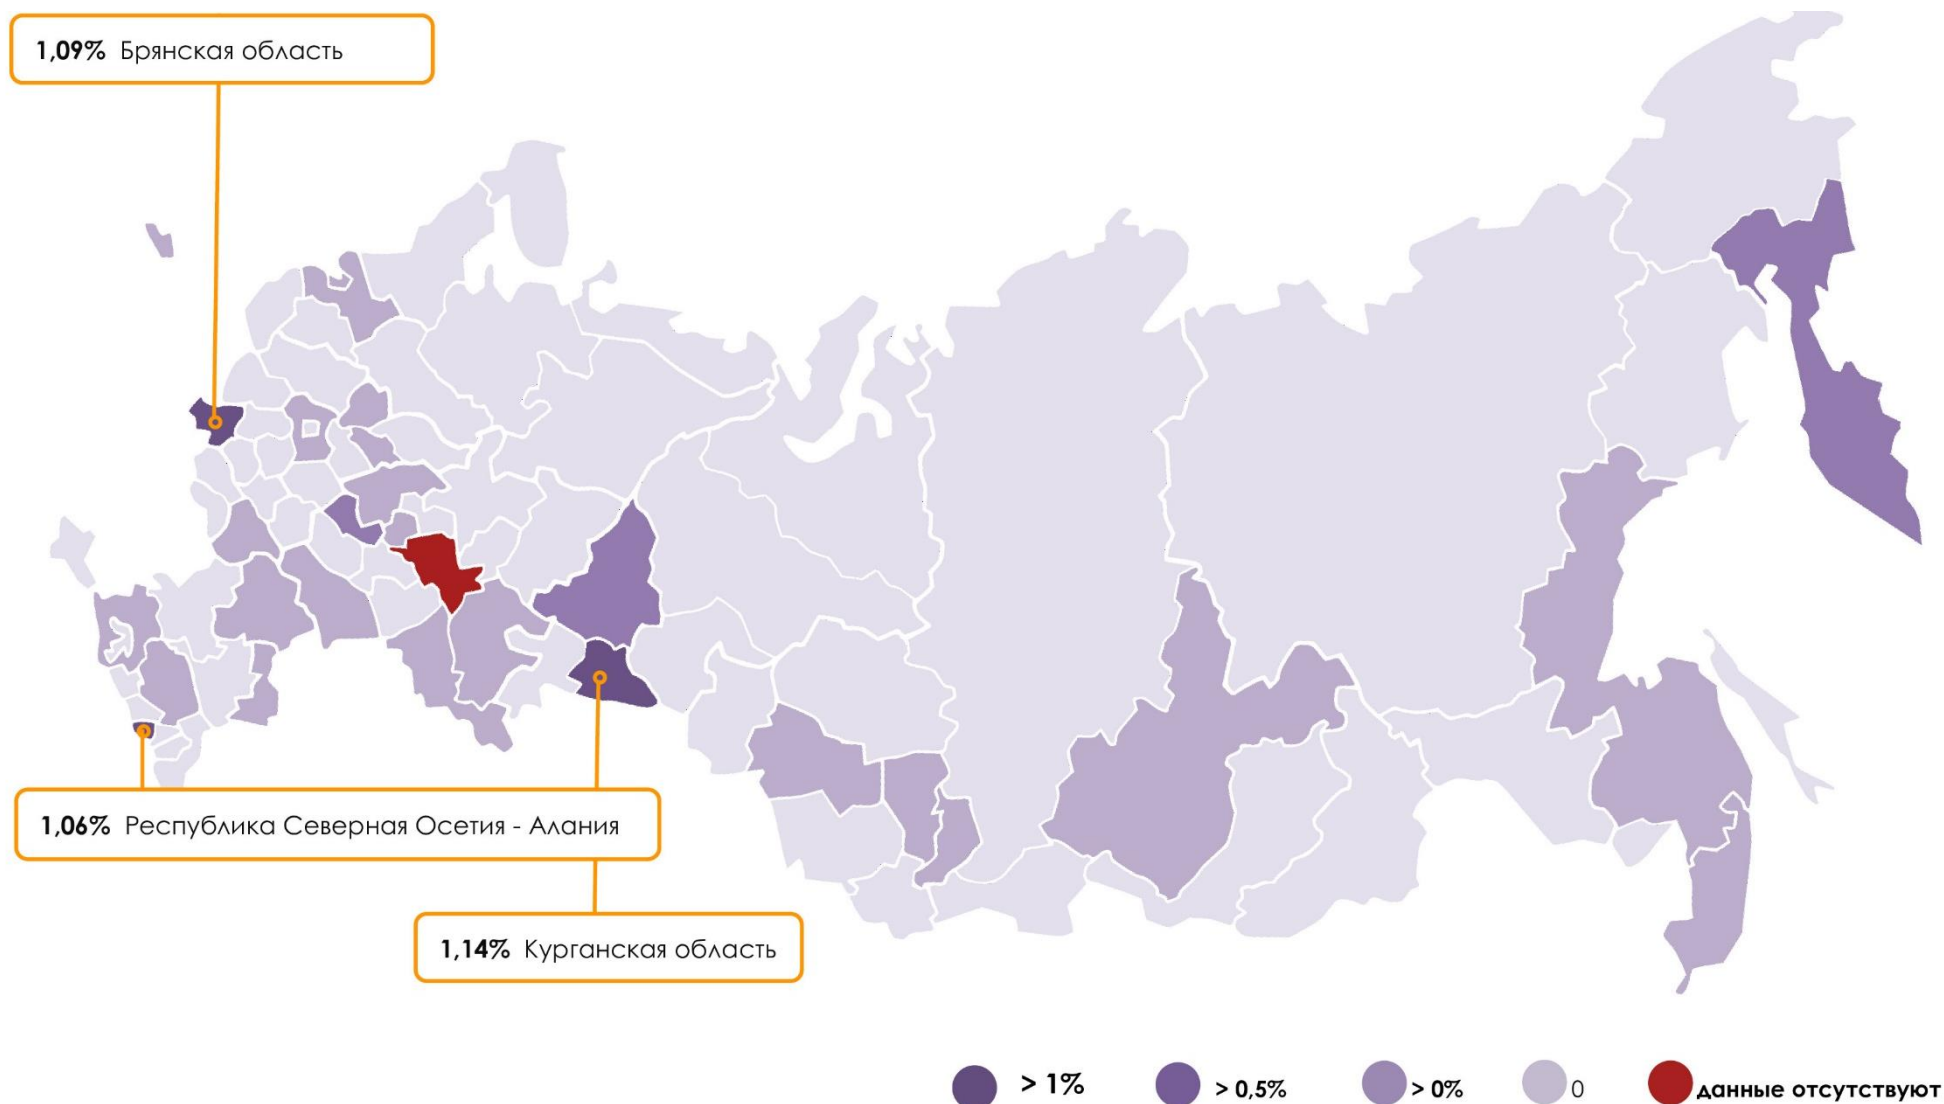 1,09% Брянская область
1,06% Республика Северная Осетия - Алания
1,14% Курганская область
> 1%
> 0,5%
> 0%
0
данные отсутствуют